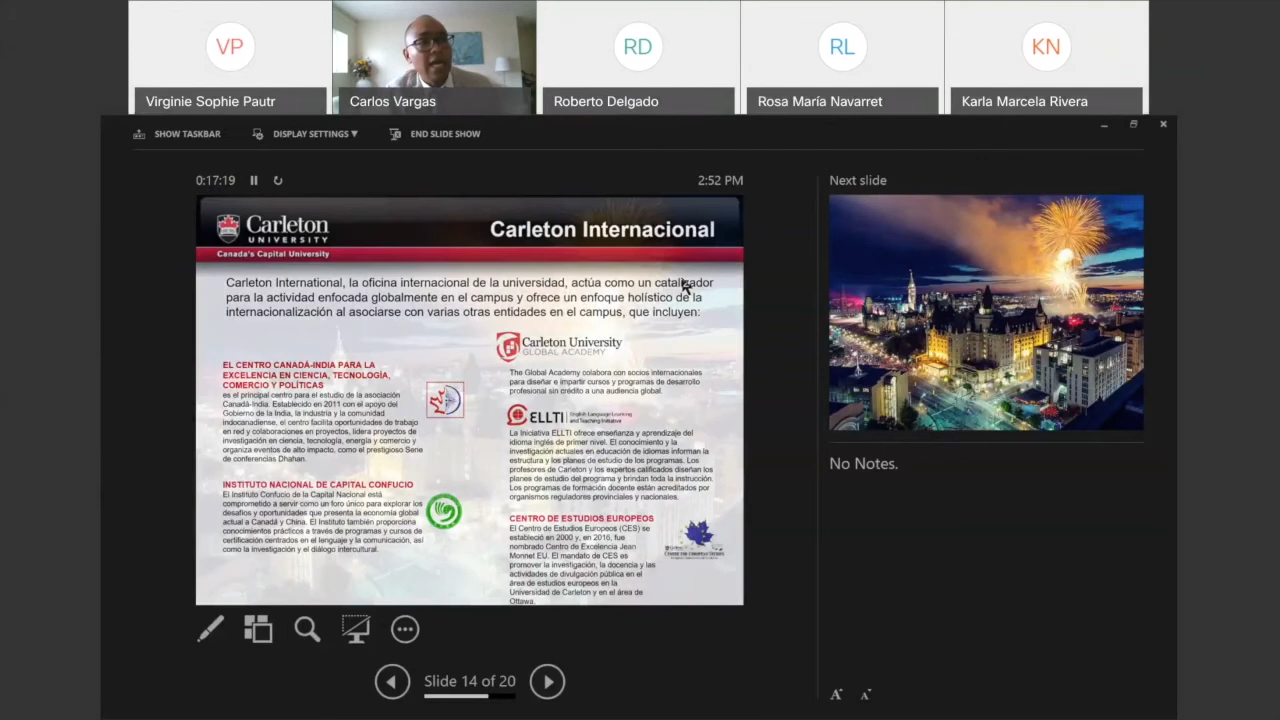 VP
RD
RL
KN
Virginie Sophie Pautr
Carlos Vargas
Roberto Delgado
Rosa María Navarret
Karla Marcela Rivera
SHOW TASKBAR
DISPLAY SETTINGS ▼
END SLIDE SHOW
0:17:19
2:52 PM
Next slide
Carleton
UNIVERSITY
Canada's Capital University
Carleton Internacional
Carleton International, la oficina internacional de la universidad, actúa como un catalizador
para la actividad enfocada globalmente en el campus y ofrece un enfoque holístico de la
internacionalización al asociarse con varias otras entidades en el campus, que incluyen:
EL CENTRO CANADÁ-INDIA PARA LA
EXCELENCIA EN CIENCIA, TECNOLOGÍA,
COMERCIO Y POLÍTICAS
es el principal centro para el estudio de la asociación
Canadá-India. Establecido en 2011 con el apoyo del
Gobierno de la India, la industria y la comunidad
indocanadiense, el centro facilita oportunidades de trabajo
en red y colaboraciones en proyectos, lidera proyectos de
investigación en ciencia, tecnología, energía y comercio y
organiza eventos de alto impacto, como el prestigioso Serie
de conferencias Dhahan.
INSTITUTO NACIONAL DE CAPITAL CONFUCIO
El Instituto Confucio de la Capital Nacional está
comprometido a servir como un foro único para explorar los
desafíos y oportunidades que presenta la economía global
actual a Canadá y China. El Instituto también proporciona
conocimientos prácticos a través de programas y cursos de
certificación centrados en el lenguaje y la comunicación, así
como la investigación y el diálogo intercultural.
Carleton University
GLOBAL ACADEMY
The Global Academy colabora con socios internacionales
para diseñar e impartir cursos y programas de desarrollo
profesional sin crédito a una audiencia global.
ELLTI
English Language Learning
and Teaching Initiative
La Iniciativa ELLTI ofrece enseñanza y aprendizaje del
idioma inglés de primer nivel. El conocimiento y la
investigación actuales en educación de idiomas informan la
estructura y los planes de estudio de los programas. Los
profesores de Carleton y los expertos calificados diseñan los
planes de estudio del programa y brindan toda la instrucción.
Los programas de formación docente están acreditados por
organismos reguladores provinciales y nacionales.
CENTRO DE ESTUDIOS EUROPEOS
El Centro de Estudios Europeos (CES) se
estableció en 2000 y, en 2016, fue
nombrado Centro de Excelencia Jean
Monnet EU. El mandato de CES es
promover la investigación, la docencia y las
actividades de divulgación pública en el
área de estudios europeos en la
Universidad de Carleton y en el área de
Ottawa.
No Notes.
Slide 14 of 20
A
A